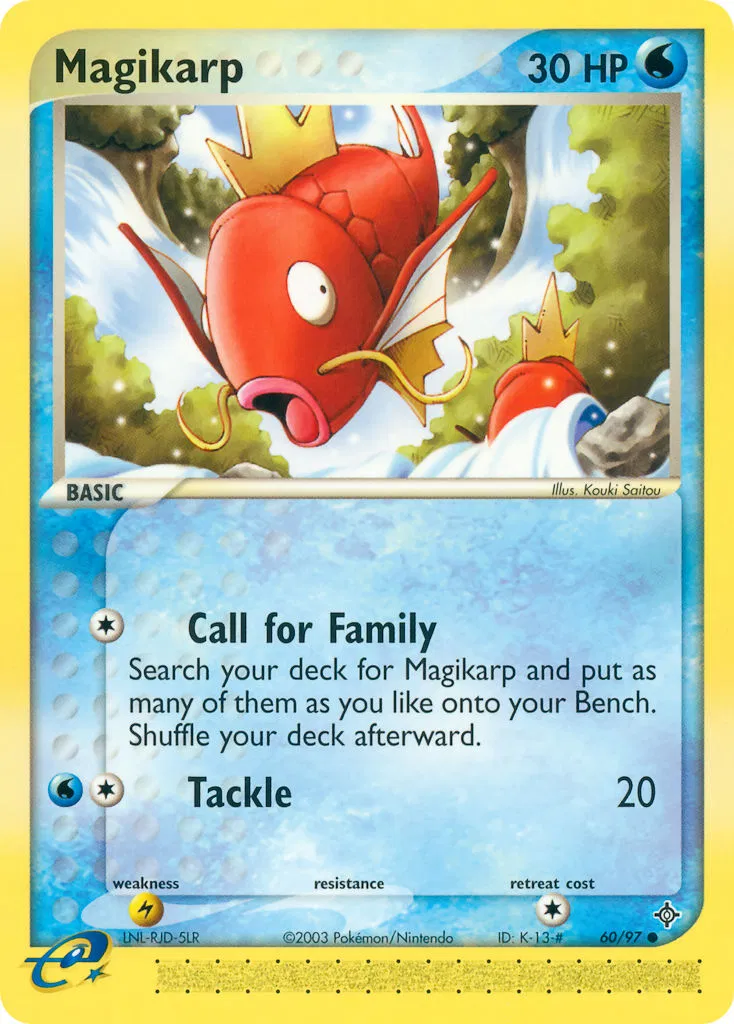 Magikarp 30 HP
BASIC Illus. Kouki Saitou
Call for Family
Search your deck for Magikarp and put as
many of them as you like onto your Bench.
Shuffle your deck afterward.
Tackle 20
weakness resistance retreat cost
LNL-RJD-5LR ©2003 Pokémon/Nintendo ID: K-13-# 60/97
e